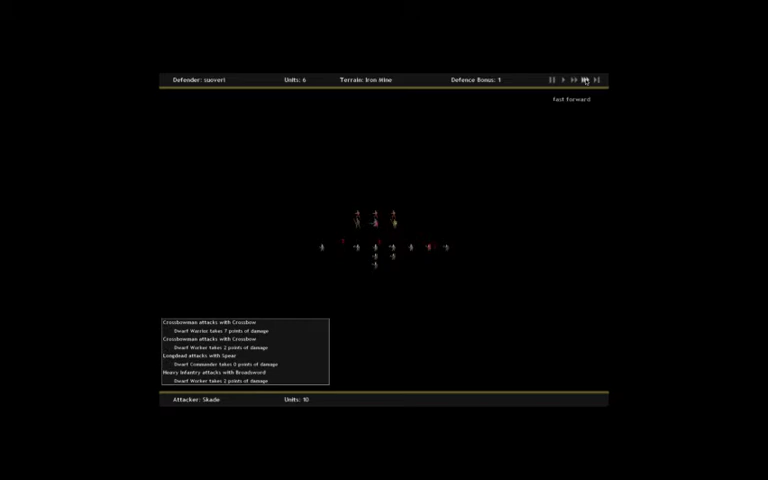 Defender: suoveri Units: 6 Terrain: Iron Mine Defence Bonus: 1
fast forward
Crossbowman attacks with Crossbow
Dwarf Warrior takes 7 points of damage
Crossbowman attacks with Crossbow
Dwarf Worker takes 2 points of damage
Longdead attacks with Spear
Dwarf Commander takes 0 points of damage
Heavy Infantry attacks with Broadsword
Dwarf Worker takes 2 points of damage
Attacker: Skade Units: 10